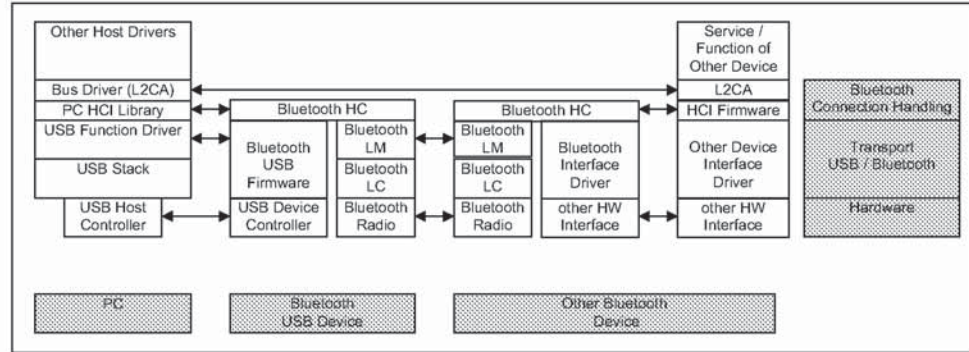 Other Host Drivers
Bus Driver (L2CA)
PC HCI Library
USB Function Driver
USB Stack
USB Host
Controller
Bluetooth HC
Bluetooth
USB
Firmware
USB Device
Controller
Bluetooth
LM
Bluetooth
LC
Bluetooth
Radio
Bluetooth HC
Bluetooth
LM
Bluetooth
LC
Bluetooth
Radio
Bluetooth
Interface
Driver
other HW
Interface
Service /
Function of
Other Device
L2CA
HCI Firmware
Other Device
Interface
Driver
other HW
Interface
Bluetooth
Connection Handling
Transport
USB / Bluetooth
Hardware
PC
Bluetooth
USB Device
Other Bluetooth
Device